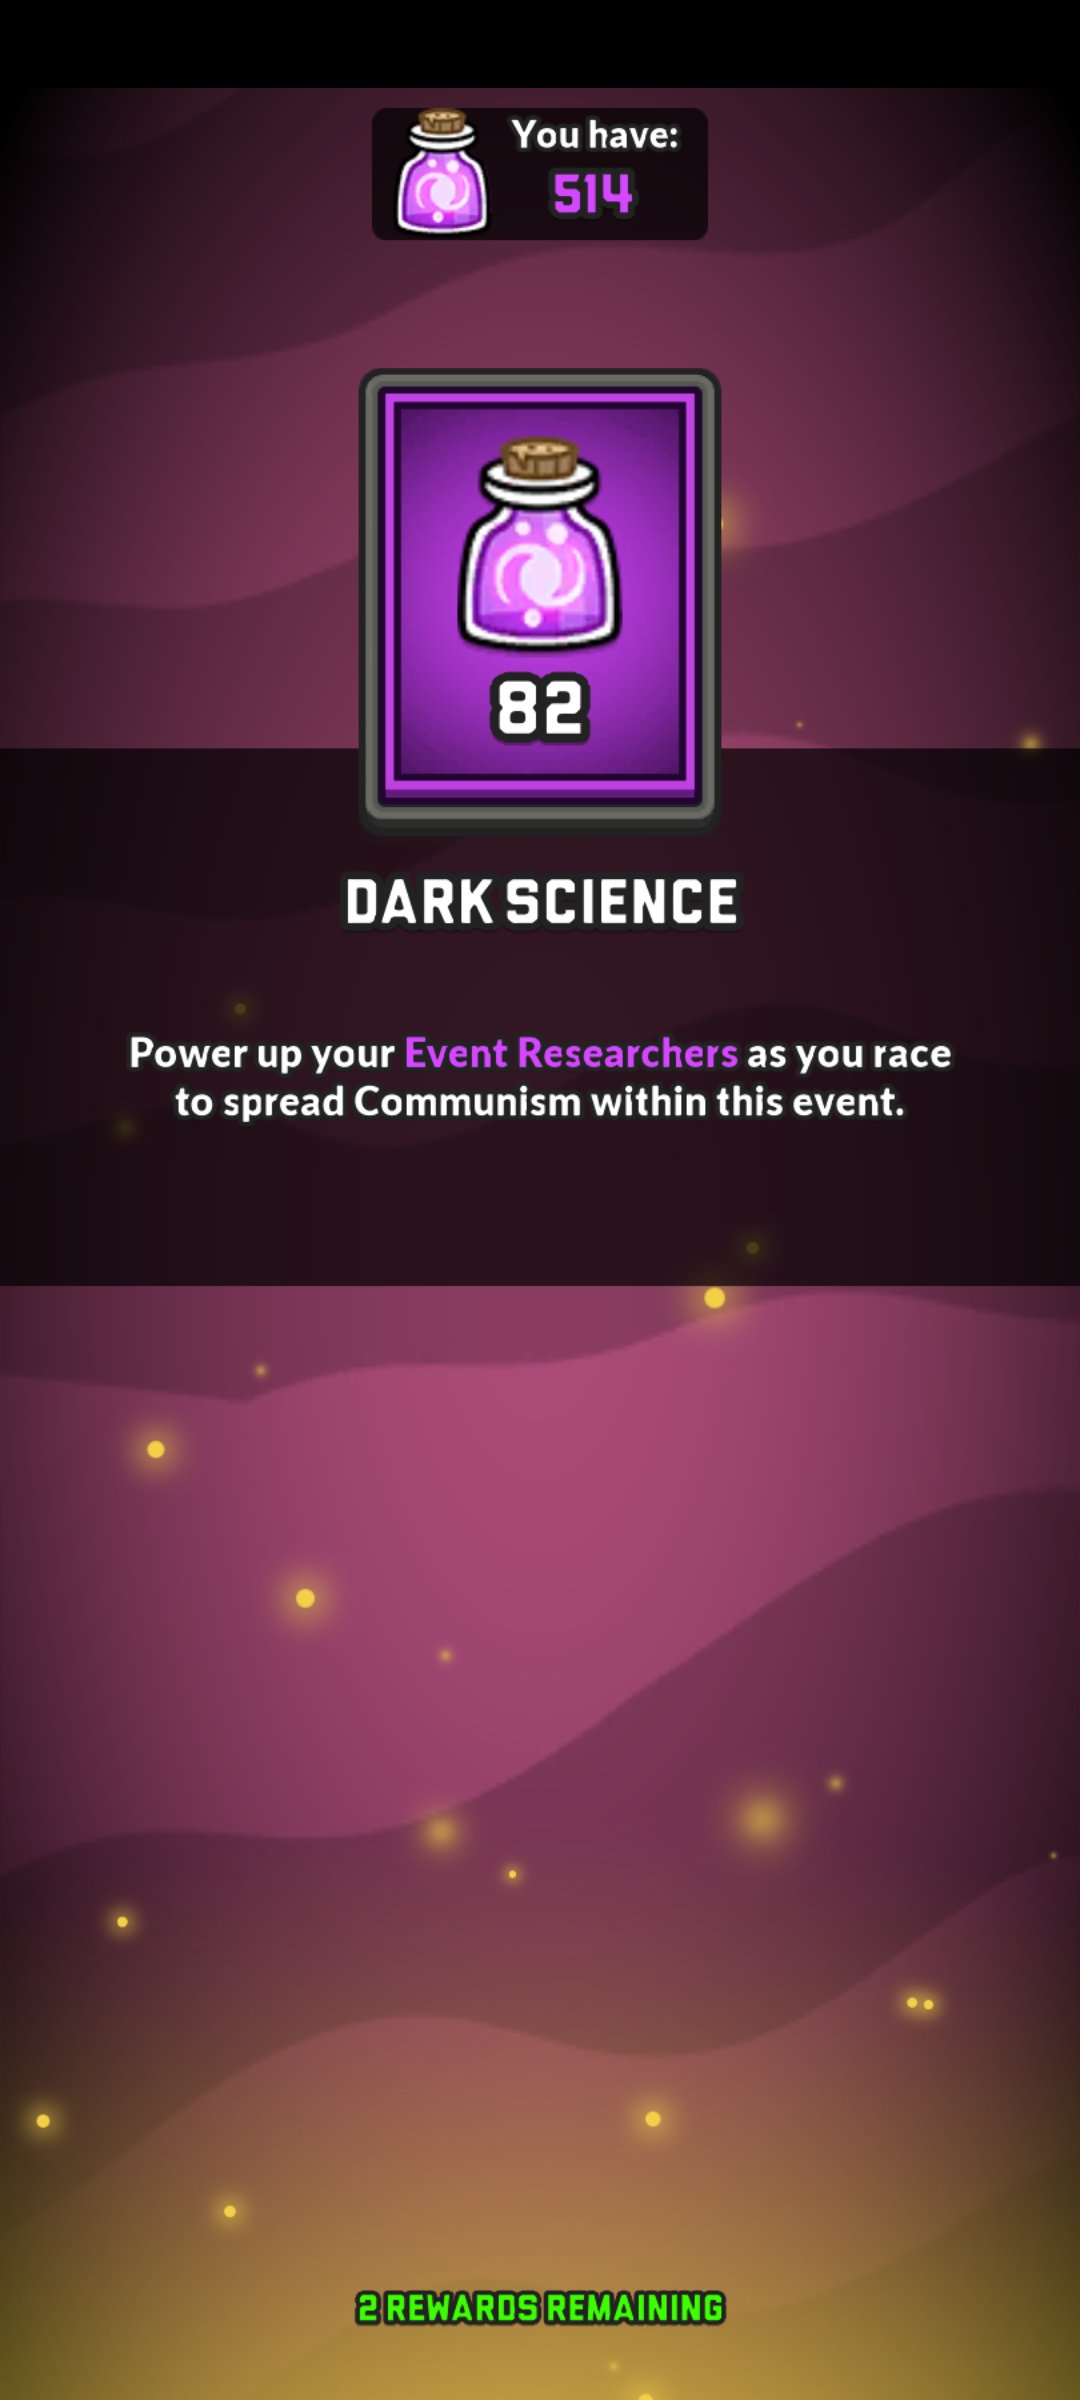 You have:
514
82
DARK SCIENCE
Power up your Event Researchers as you race
to spread Communism within this event.
2 REWARDS REMAINING